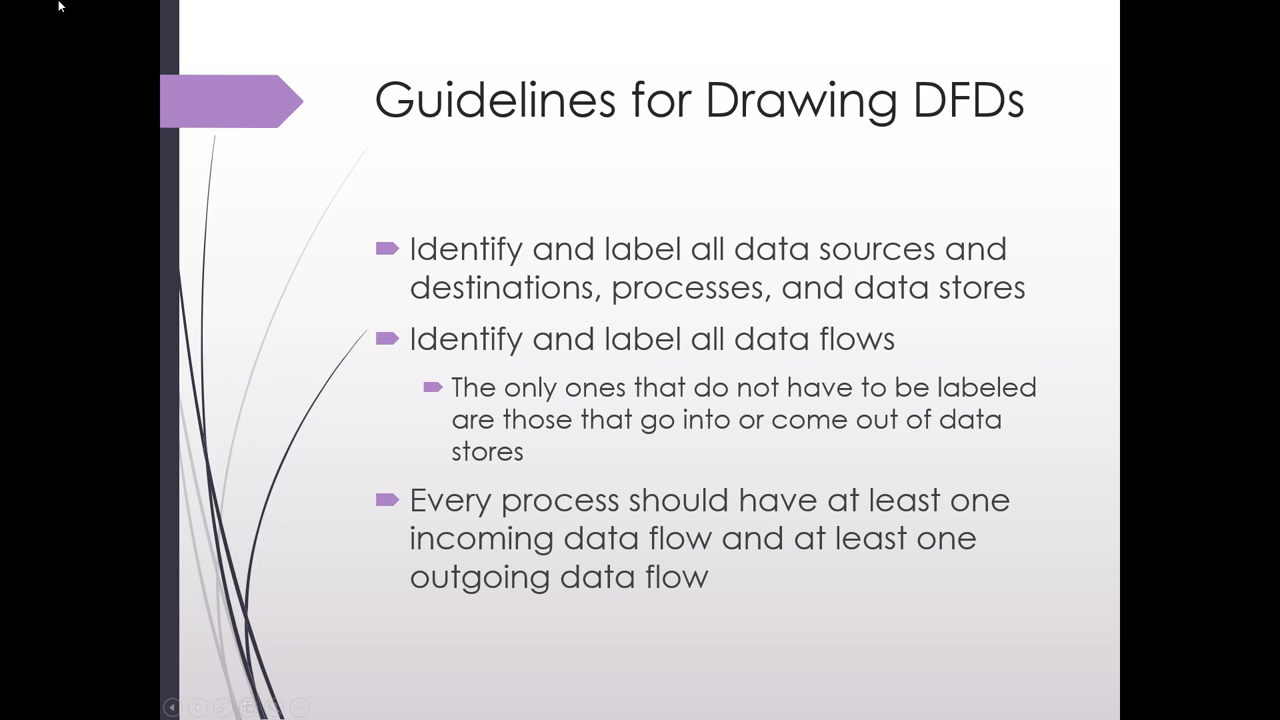 Guidelines for Drawing DFDs
Identify and label all data sources and
destinations, processes, and data stores
Identify and label all data flows
The only ones that do not have to be labeled
are those that go into or come out of data
stores
Every process should have at least one
incoming data flow and at least one
outgoing data flow